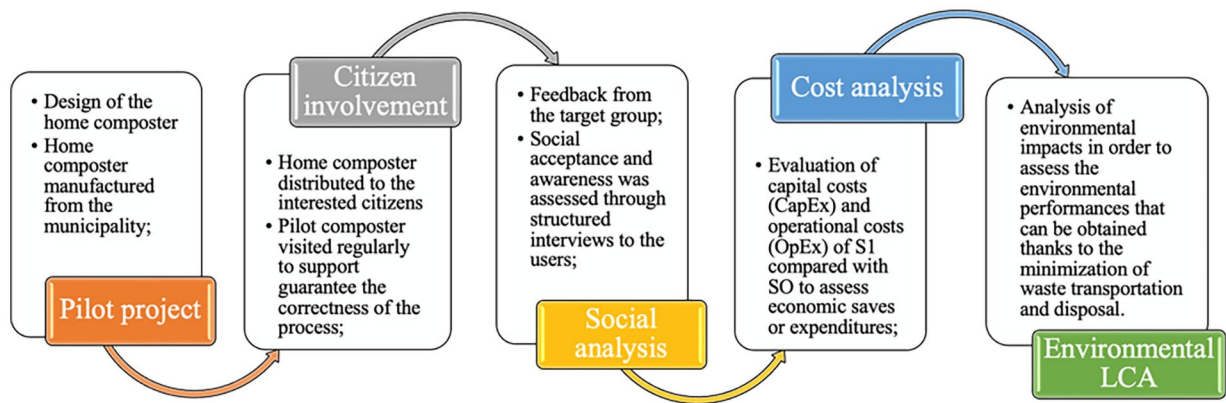 • Design of the
home composter
• Home
composter
manufactured
from the
municipality;
Pilot project
Citizen
involvement
• Home composter
distributed to the
interested citizens
• Pilot composter
visited regularly
to support
guarantee the
correctness of the
process;
• Feedback from
the target group;
• Social
acceptance and
awareness was
assessed through
structured
interviews to the
users;
Social
analysis
Cost analysis
• Evaluation of
capital costs
(CapEx) and
operational costs
(OpEx) of S1
compared with
SO to assess
economic saves
or expenditures;
• Analysis of
environmental
impacts in order to
assess the
environmental
performances that
can be obtained
thanks to the
minimization of
waste transportation
and disposal.
Environmental
LCA